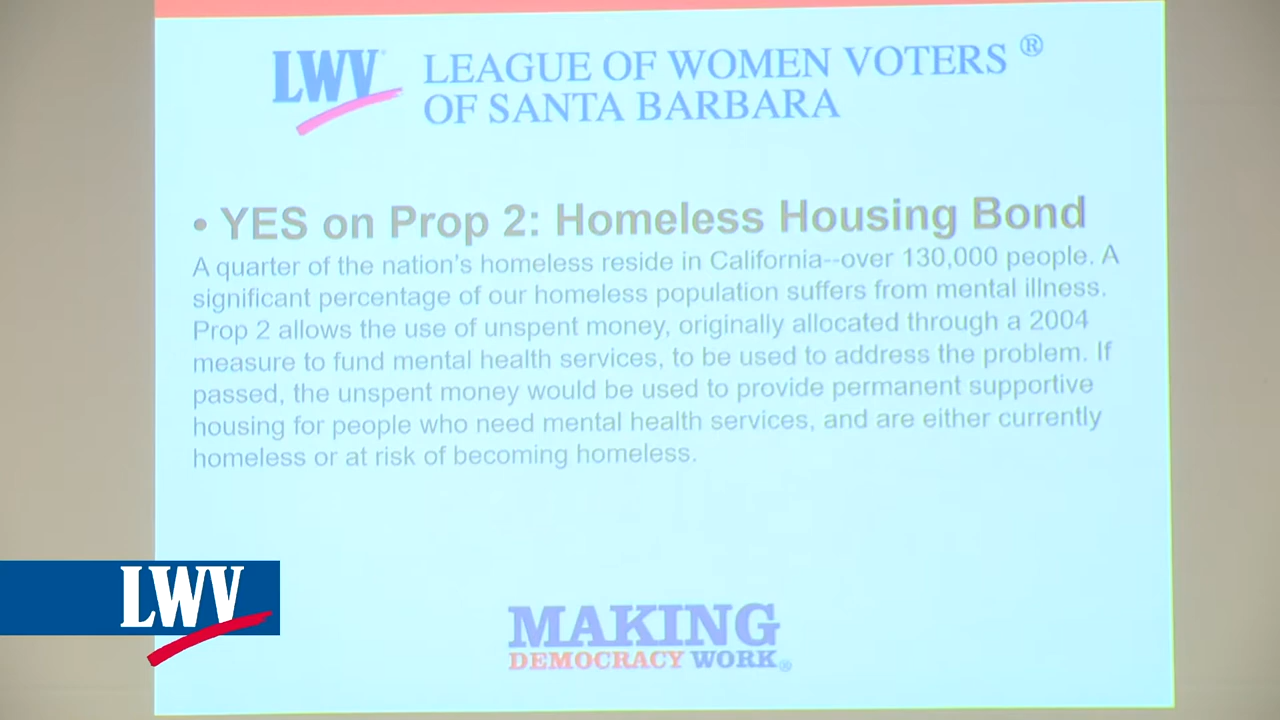 LWV
LEAGUE OF WOMEN VOTERS ®
OF SANTA BARBARA
• YES on Prop 2: Homeless Housing Bond
A quarter of the nation's homeless reside in California--over 130,000 people. A
significant percentage of our homeless population suffers from mental illness.
Prop 2 allows the use of unspent money, originally allocated through a 2004
measure to fund mental health services, to be used to address the problem. If
passed, the unspent money would be used to provide permanent supportive
housing for people who need mental health services, and are either currently
homeless or at risk of becoming homeless.
LWV
MAKING
DEMOCRACY WORK®